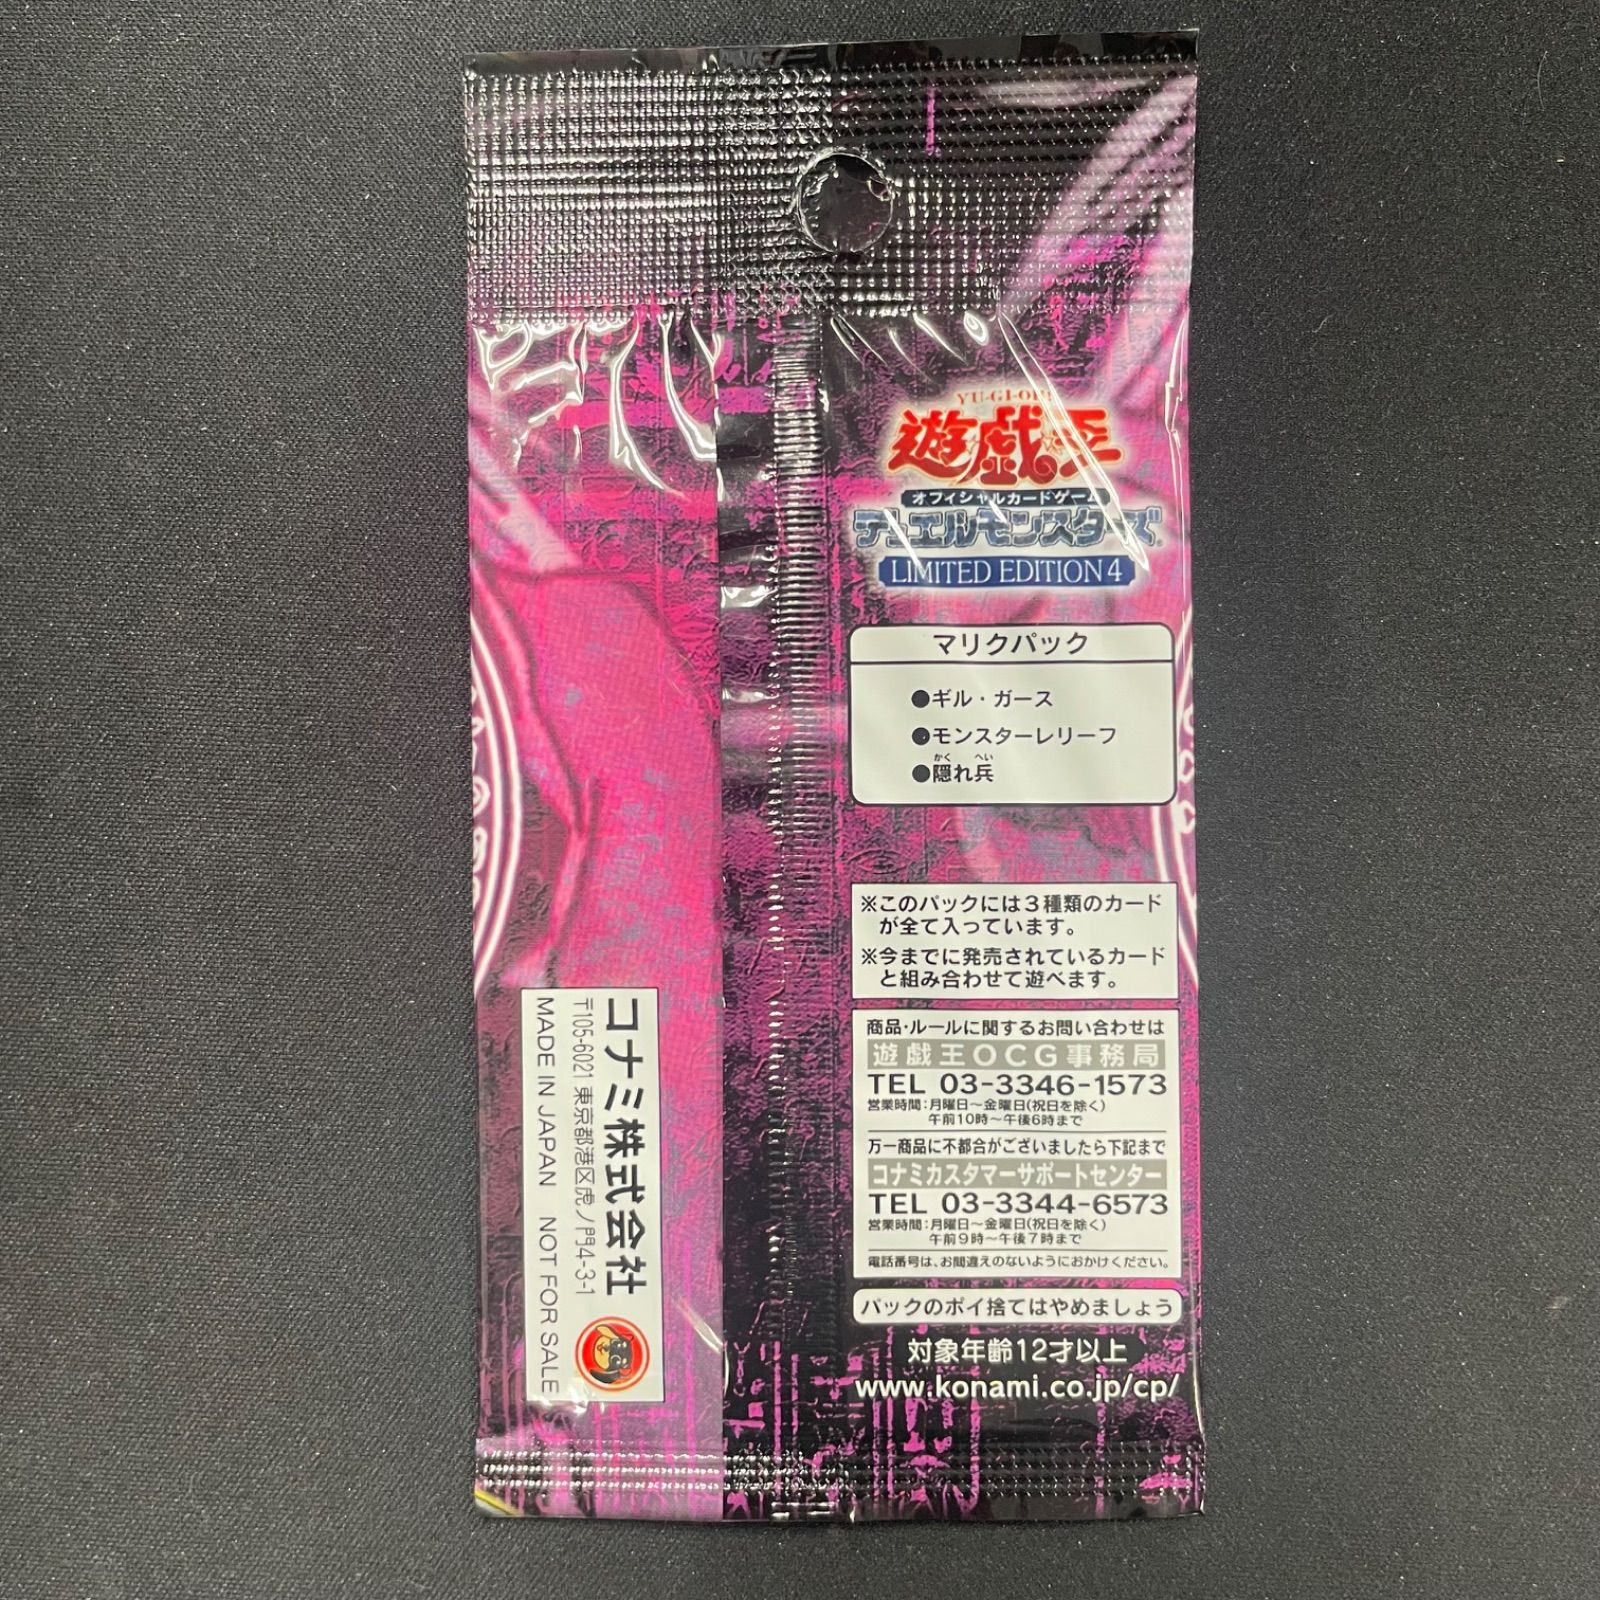 YU-GI-OH!
遊戯王
オフィシャルカードゲーム
デュエルモンスターズ
LIMITED EDITION 4
マリクパック
●ギル・ガース
●モンスターレリーフ
かく へい
●隠れ兵
※このパックには3種類のカード
が全て入っています。
※今までに発売されているカード
と組み合わせて遊べます。
商品・ルールに関するお問い合わせは
遊戯王OCG事務局
TEL 03-3346-1573
営業時間:月曜日～金曜日(祝日を除く)
午前10時～午後6時まで
万一商品に不都合がございましたら下記まで
コナミカスタマーサポートセンター
TEL 03-3344-6573
営業時間:月曜日～金曜日(祝日を除く)
午前9時～午後7時まで
電話番号は、お間違えのないようにおかけください。
パックのポイ捨てはやめましょう
対象年齢12才以上
www.konami.co.jp/cp/
コナミ株式会社
〒105-6021 東京都港区虎ノ門4-3-1
MADE IN JAPAN NOT FOR SALE